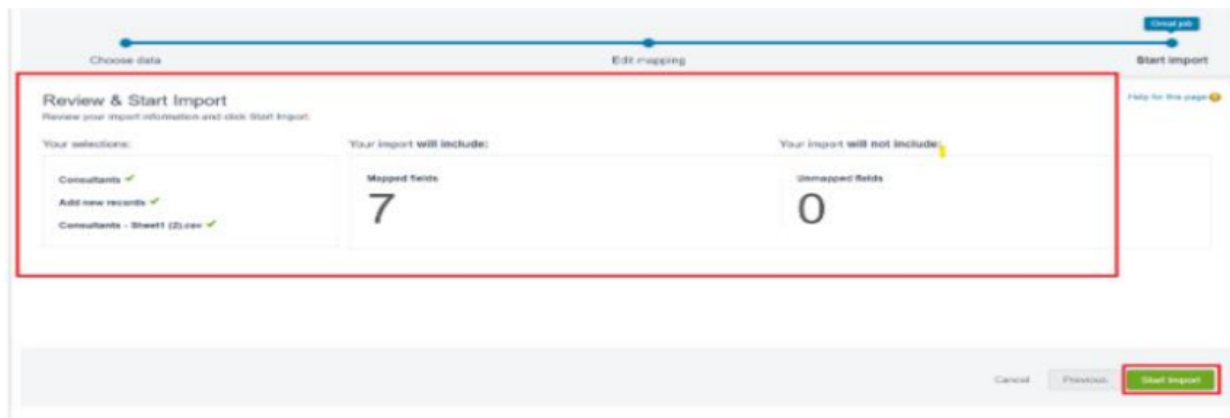 Great job
Choose data
Edit mapping
Start import
Review & Start Import
Help for this page
Review your import information and click Start Import.
Your selections:
Your import will include:
Your import will not include:
Consultants
Mapped fields
Unmapped fields
Add new records
7
0
Consultants - Sheet1 (2).csv
Cancel
Previous
Start Import